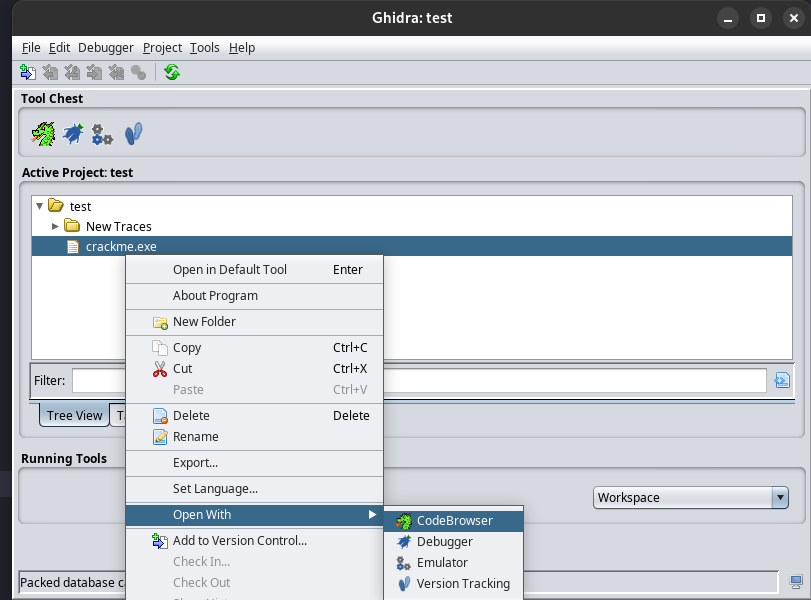 Ghidra: test
File Edit Debugger Project Tools Help
Tool Chest
Active Project: test
test
New Traces
crackme.exe
Open in Default Tool Enter
About Program
New Folder
Copy Ctrl+C
Cut Ctrl+X
Paste Ctrl+V
Filter:
Tree View
Delete Delete
Rename
Running Tools
Export...
Set Language...
Workspace
Open With
CodeBrowser
Add to Version Control...
Debugger
Check In...
Emulator
Packed database
Check Out
Version Tracking